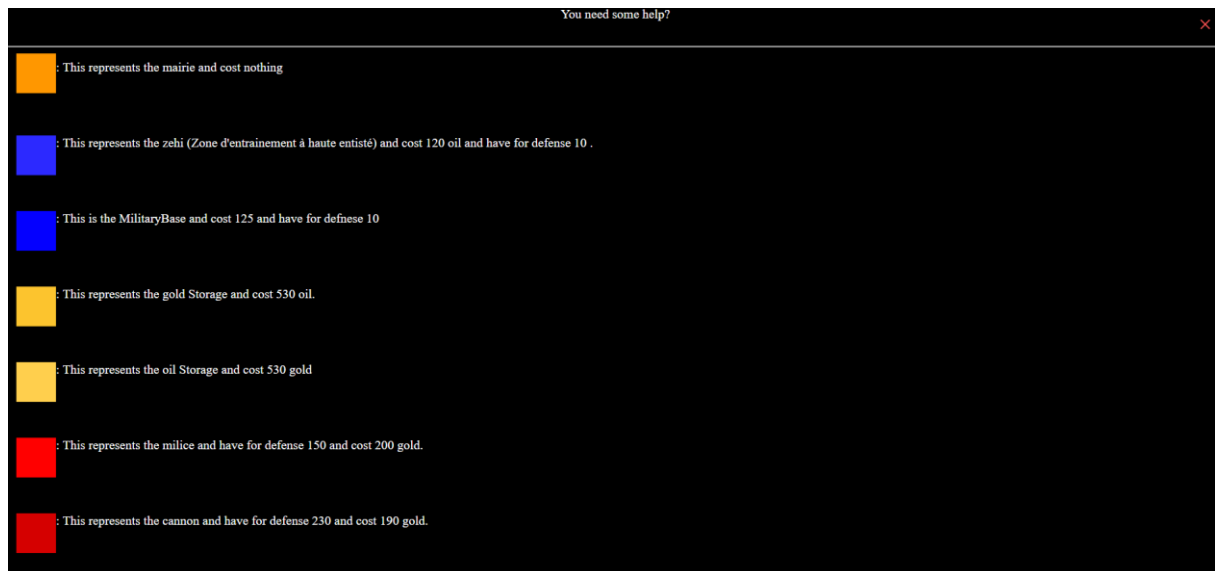 You need some help?
: This represents the mairie and cost nothing
: This represents the zehi (Zone d'entrainement à haute entisté) and cost 120 oil and have for defense 10 .
: This is the MilitaryBase and cost 125 and have for defnese 10
: This represents the gold Storage and cost 530 oil.
: This represents the oil Storage and cost 530 gold
: This represents the milice and have for defense 150 and cost 200 gold.
: This represents the cannon and have for defense 230 and cost 190 gold.